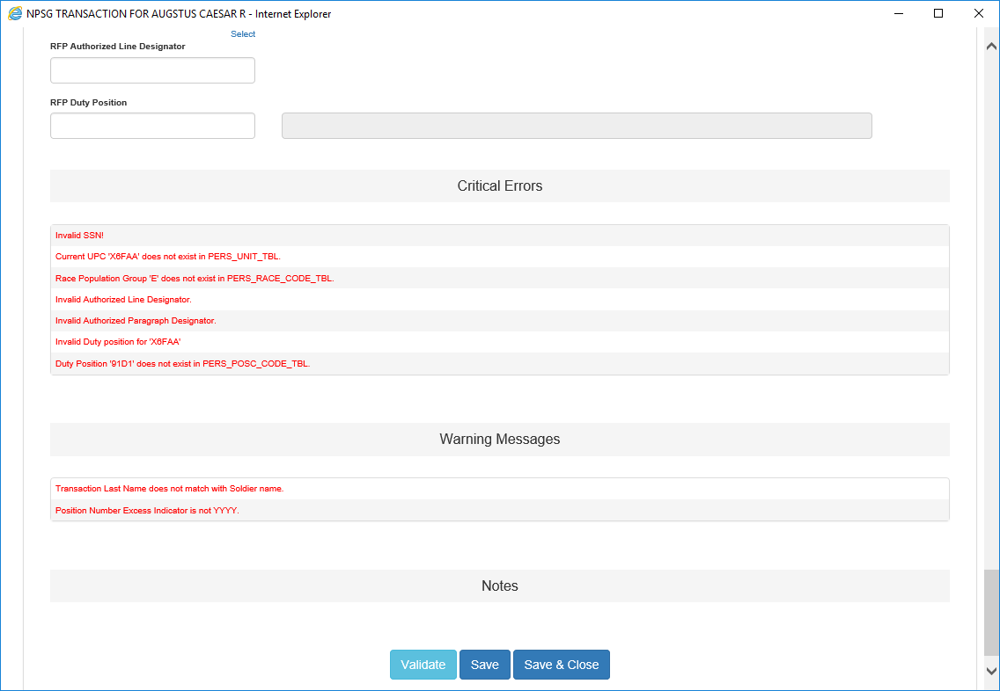 NPSG TRANSACTION FOR AUGSTUS CAESAR R - Internet Explorer
Select
RFP Authorized Line Designator
RFP Duty Position
Critical Errors
Invalid SSN!
Current UPC 'X6FAA' does not exist in PERS_UNIT_TBL.
Race Population Group 'E' does not exist in PERS_RACE_CODE_TBL.
Invalid Authorized Line Designator.
Invalid Authorized Paragraph Designator.
Invalid Duty position for 'X6FAA'
Duty Position '91D1' does not exist in PERS_POSC_CODE_TBL.
Warning Messages
Transaction Last Name does not match with Soldier name.
Position Number Excess Indicator is not YYYY.
Notes
Validate Save Save & Close